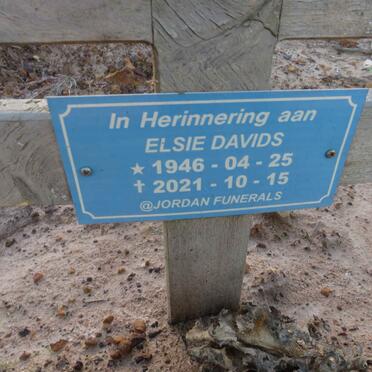 In Herinnering aan
ELSIE DAVIDS
★ 1946 - 04 - 25
✝ 2021 - 10 - 15
@JORDAN FUNERALS